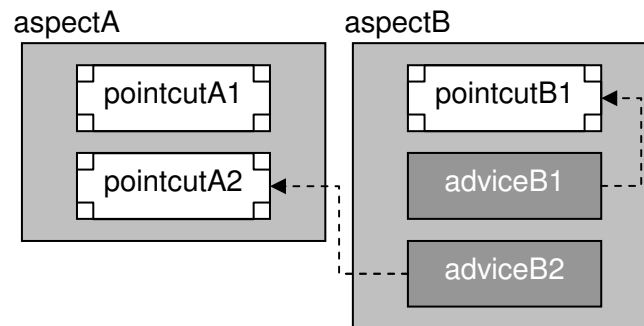 aspectA
pointcutA1
pointcutA2
aspectB
pointcutB1
adviceB1
adviceB2